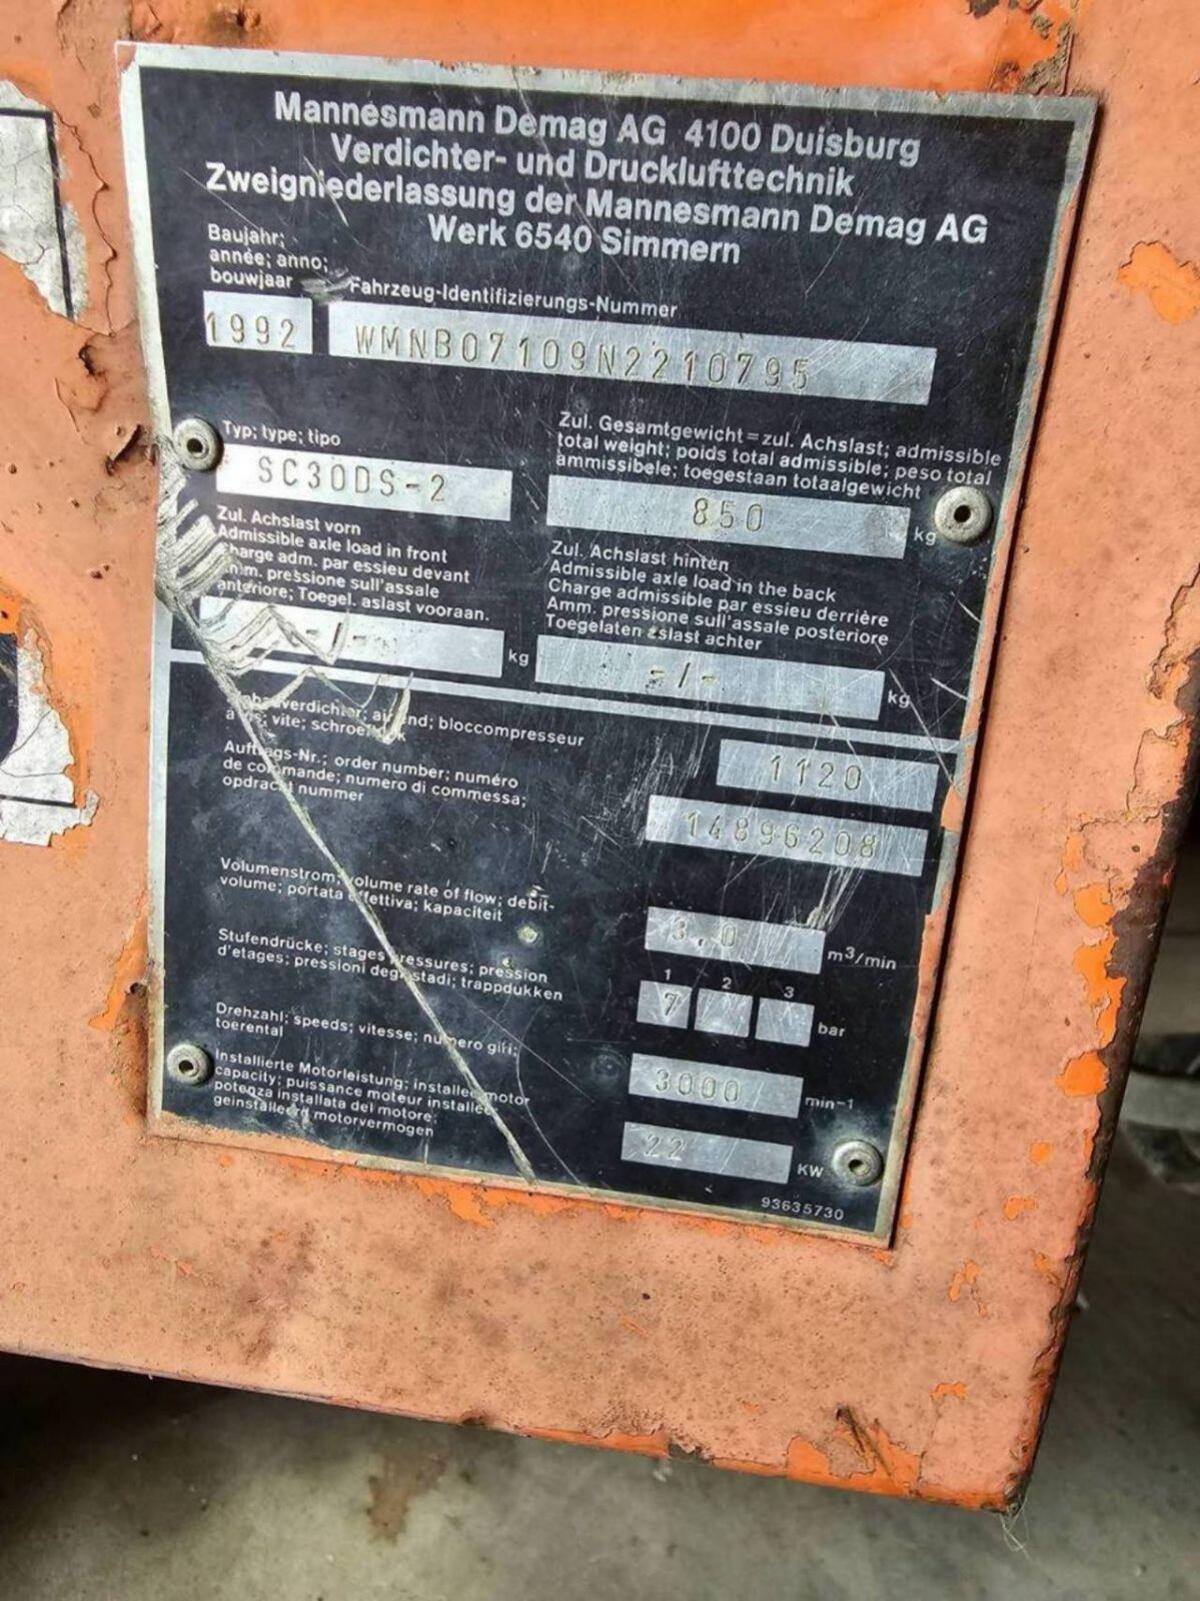 Mannesmann Demag AG 4100 Duisburg
Verdichter- und Drucklufttechnik
Zweigniederlassung der Mannesmann Demag AG
Werk 6540 Simmern
Baujahr;
année; anno;
bouwjaar
Fahrzeug-Identifizierungs-Nummer
1992
WMNB07109N2210795
Typ; type; tipo
SC30DS-2
Zul. Gesamtgewicht = zul. Achslast; admissible
total weight; poids total admissible; peso total
ammissibele; toegestaan totaalgewicht
850 kg
Zul. Achslast vorn
Admissible axle load in front
Charge adm. par essieu devant
pressione sull'assale
anteriore; Toegel. aslast vooraan.
-/- kg
Zul. Achslast hinten
Admissible axle load in the back
Charge admissible par essieu derrière
Amm. pressione sull'assale posteriore
Toegelaten aslast achter
-/- kg
bloccompresseur
vite;
1120
Auftrags-Nr.; order number; numéro
de commande; numero di commessa;
opdracht nummer
14896208
Volumenstrom; volume rate of flow; debit-
volume; portata effettiva; kapaciteit
3,0 m³/min
Stufendrücke; stages pressures; pression
d'etages; pressioni degli stadi; trappdukken
1 2 3
7 / / bar
Drehzahl; speeds; vitesse; numero giri;
toerental
3000 min-1
Installierte Motorleistung; installed motor
capacity; puissance moteur installee
potenza installata del motore;
geinstalleerd motorvermogen
22 KW
93635730